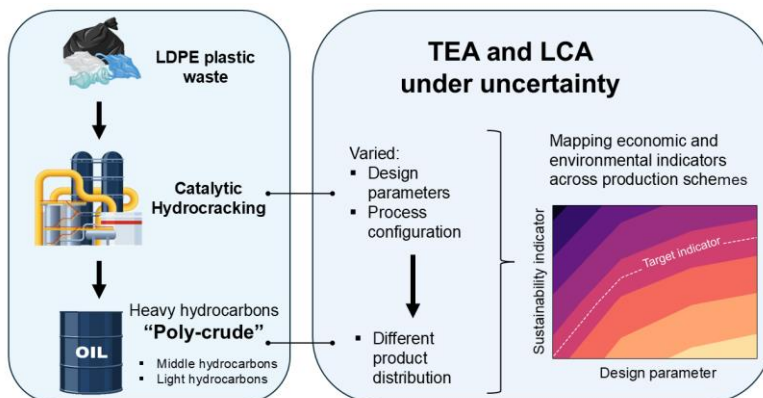 LDPE plastic
waste
Catalytic
Hydrocracking
Heavy hydrocarbons
"Poly-crude"
OIL
▪ Middle hydrocarbons
▪ Light hydrocarbons
TEA and LCA
under uncertainty
Varied:
▪ Design
parameters
▪ Process
configuration
▪ Different
product
distribution
Mapping economic and
environmental indicators
across production schemes
Sustainability indicator
Target indicator
Design parameter